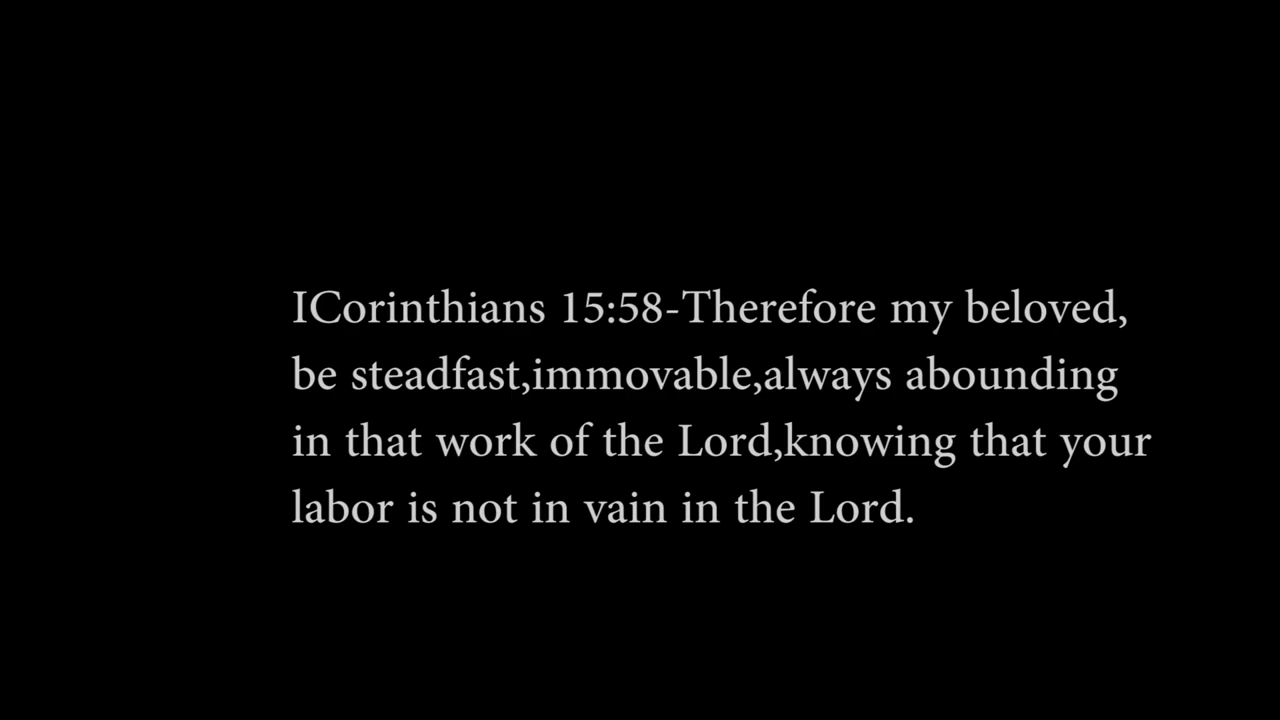 ICorinthians 15:58-Therefore my beloved,
be steadfast,immovable,always abounding
in that work of the Lord,knowing that your
labor is not in vain in the Lord.